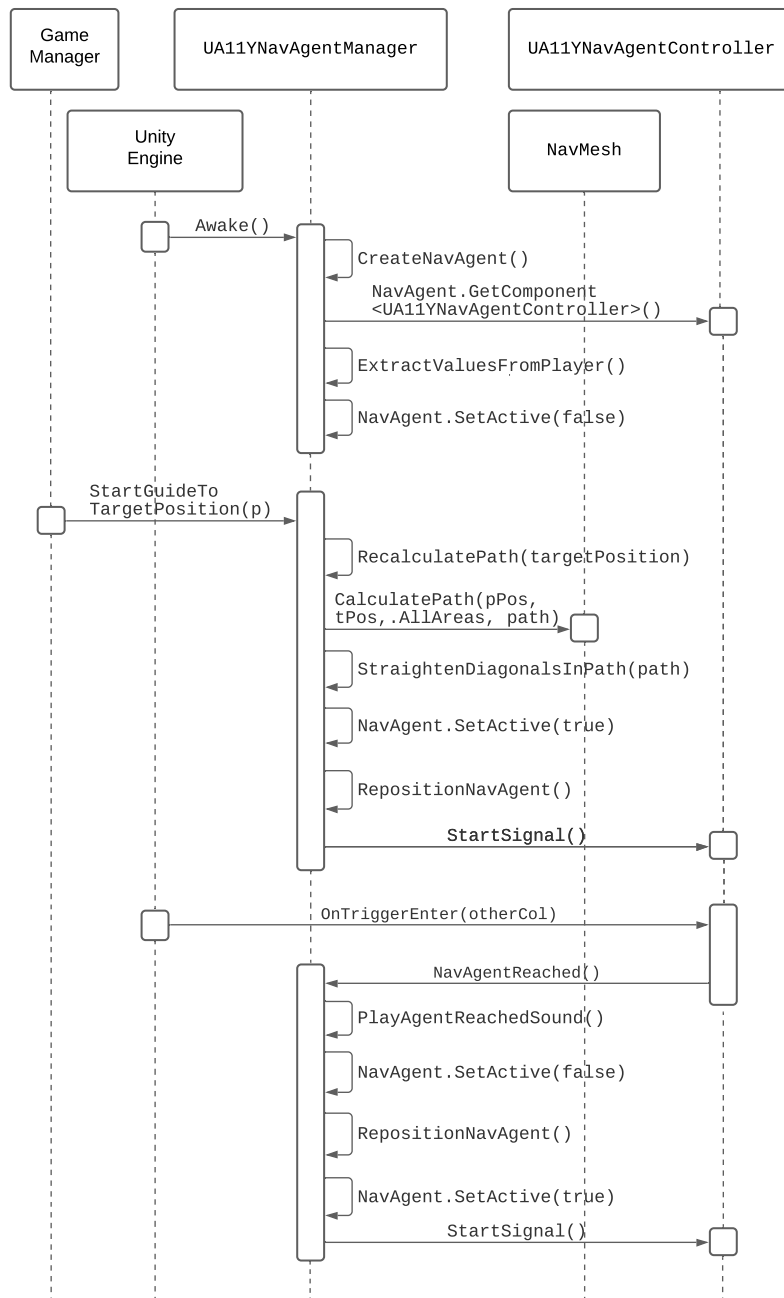 Game
Manager
UA11YNavAgentManager
UA11YNavAgentController
Unity
Engine
NavMesh
Awake()
CreateNavAgent()
NavAgent.GetComponent
<UA11YNavAgentController>()
ExtractValuesFromPlayer()
NavAgent.SetActive(false)
StartGuideTo
TargetPosition(p)
RecalculatePath(targetPosition)
CalculatePath(pPos,
tPos,.AllAreas, path)
StraightenDiagonalsInPath(path)
NavAgent.SetActive(true)
RepositionNavAgent()
StartSignal()
OnTriggerEnter(otherCol)
NavAgentReached()
PlayAgentReachedSound()
NavAgent.SetActive(false)
RepositionNavAgent()
NavAgent.SetActive(true)
StartSignal()